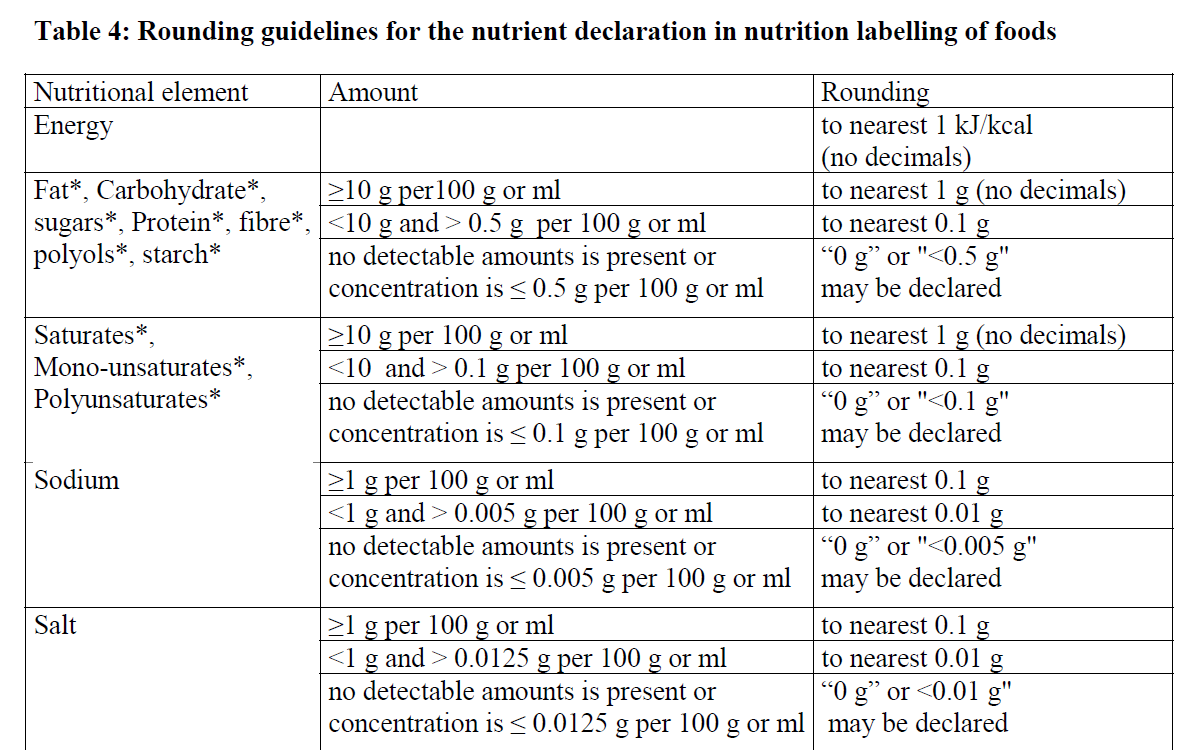 Table 4: Rounding guidelines for the nutrient declaration in nutrition labelling of foods
Nutritional element
Amount
Rounding
Energy
to nearest 1 kJ/kcal
(no decimals)
Fat*, Carbohydrate*,
sugars*, Protein*, fibre*,
polyols*, starch*
≥10 g per100 g or ml
to nearest 1 g (no decimals)
<10 g and > 0.5 g  per 100 g or ml
to nearest 0.1 g
no detectable amounts is present or
concentration is ≤ 0.5 g per 100 g or ml
“0 g” or "<0.5 g"
may be declared
Saturates*,
Mono-unsaturates*,
Polyunsaturates*
≥10 g per 100 g or ml
to nearest 1 g (no decimals)
<10  and > 0.1 g per 100 g or ml
to nearest 0.1 g
no detectable amounts is present or
concentration is ≤ 0.1 g per 100 g or ml
“0 g” or "<0.1 g"
may be declared
Sodium
≥1 g per 100 g or ml
to nearest 0.1 g
<1 g and > 0.005 g per 100 g or ml
to nearest 0.01 g
no detectable amounts is present or
concentration is ≤ 0.005 g per 100 g or ml
“0 g” or "<0.005 g"
may be declared
Salt
≥1 g per 100 g or ml
to nearest 0.1 g
<1 g and > 0.0125 g per 100 g or ml
to nearest 0.01 g
no detectable amounts is present or
concentration is ≤ 0.0125 g per 100 g or ml
“0 g” or <0.01 g"
may be declared